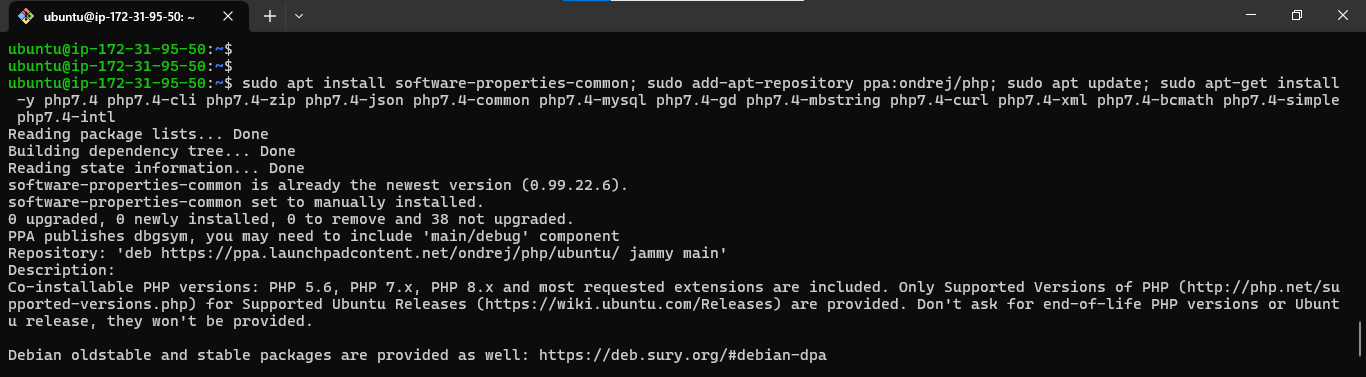 ubuntu@ip-172-31-95-50: ~
ubuntu@ip-172-31-95-50:~$
ubuntu@ip-172-31-95-50:~$
ubuntu@ip-172-31-95-50:~$ sudo apt install software-properties-common; sudo add-apt-repository ppa:ondrej/php; sudo apt update; sudo apt-get install
-y php7.4 php7.4-cli php7.4-zip php7.4-json php7.4-common php7.4-mysql php7.4-gd php7.4-mbstring php7.4-curl php7.4-xml php7.4-bcmath php7.4-simple
php7.4-intl
Reading package lists... Done
Building dependency tree... Done
Reading state information... Done
software-properties-common is already the newest version (0.99.22.6).
software-properties-common set to manually installed.
0 upgraded, 0 newly installed, 0 to remove and 38 not upgraded.
PPA publishes dbgsym, you may need to include 'main/debug' component
Repository: 'deb https://ppa.launchpadcontent.net/ondrej/php/ubuntu/ jammy main'
Description:
Co-installable PHP versions: PHP 5.6, PHP 7.x, PHP 8.x and most requested extensions are included. Only Supported Versions of PHP (http://php.net/su
pported-versions.php) for Supported Ubuntu Releases (https://wiki.ubuntu.com/Releases) are provided. Don't ask for end-of-life PHP versions or Ubunt
u release, they won't be provided.
Debian oldstable and stable packages are provided as well: https://deb.sury.org/#debian-dpa